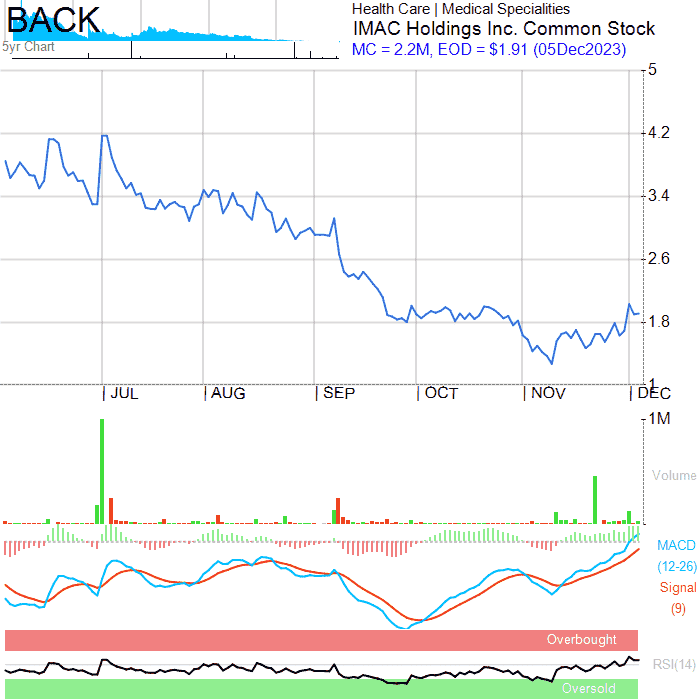 BACK
5yr Chart
Health Care | Medical Specialities
IMAC Holdings Inc. Common Stock
MC = 2.2M, EOD = $1.91 (05Dec2023)
5
4.2
3.4
2.6
1.8
1
JUL AUG SEP OCT NOV DEC
1M
Volume
MACD
(12-26)
Signal
(9)
Overbought
RSI(14)
Oversold